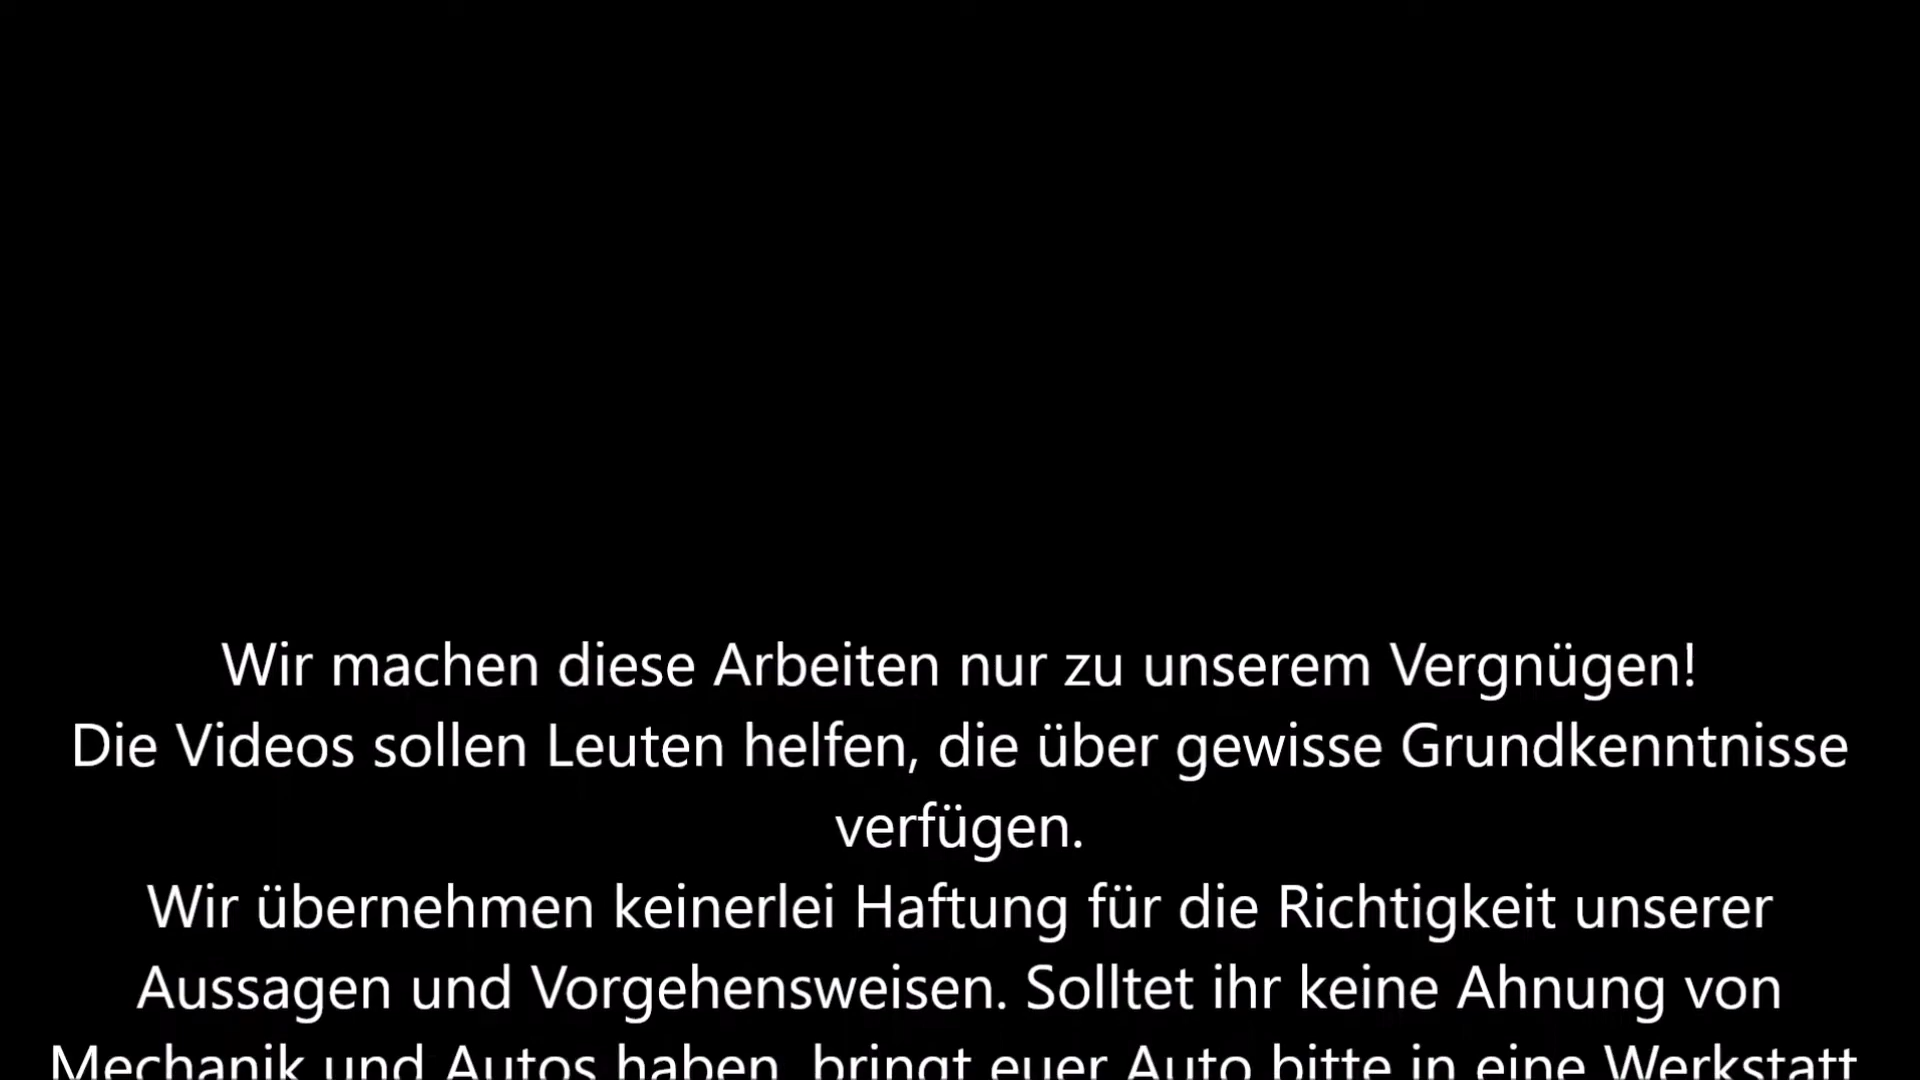 Wir machen diese Arbeiten nur zu unserem Vergnügen!
Die Videos sollen Leuten helfen, die über gewisse Grundkenntnisse
verfügen.
Wir übernehmen keinerlei Haftung für die Richtigkeit unserer
Aussagen und Vorgehensweisen. Solltet ihr keine Ahnung von
Mechanik und Autos haben, bringt euer Auto bitte in eine Werkstatt